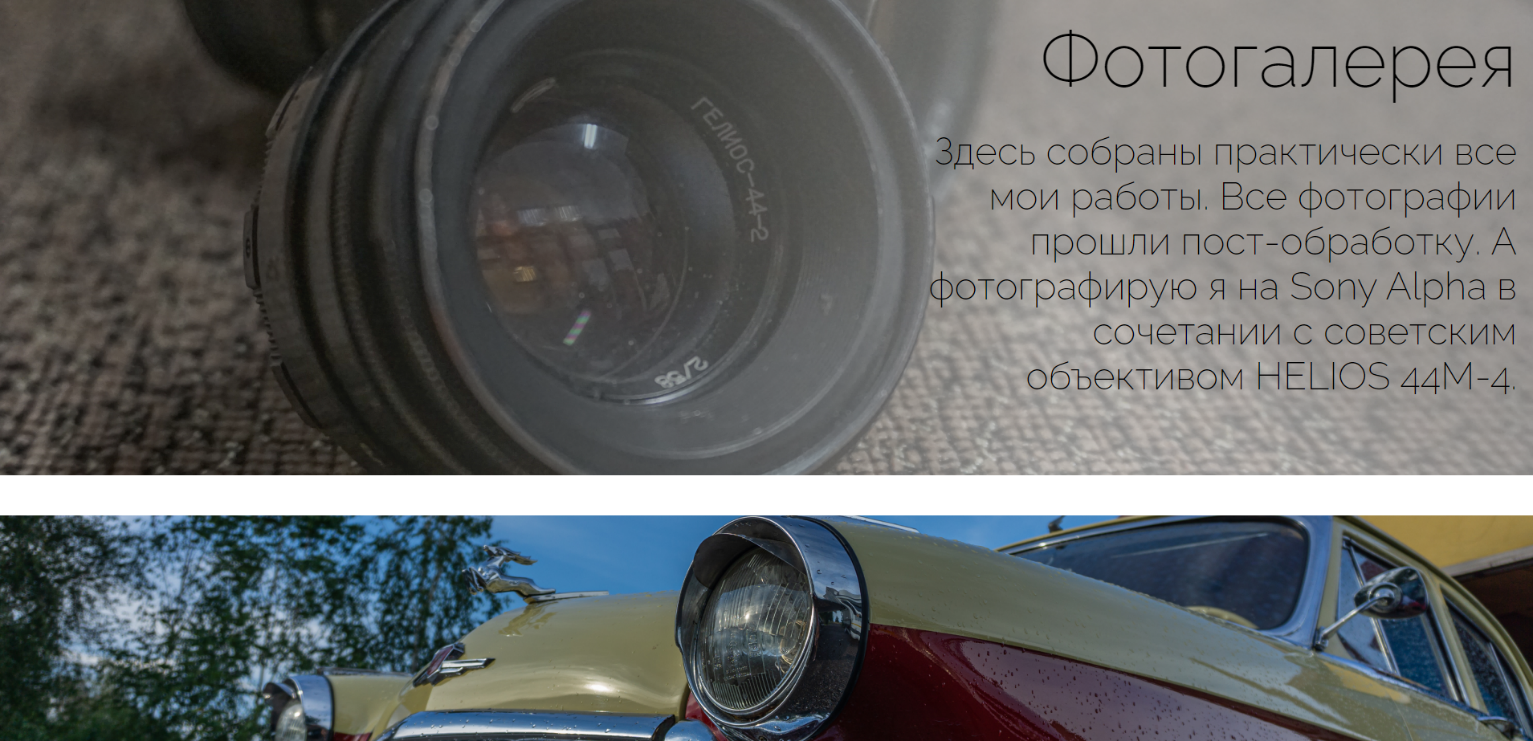 Фотогалерея
Здесь собраны практически все
мои работы. Все фотографии
прошли пост-обработку. А
фотографирую я на Sony Alpha в
сочетании с советским
объективом HELIOS 44M-4.
ГЕЛИОС-44-2
2/58